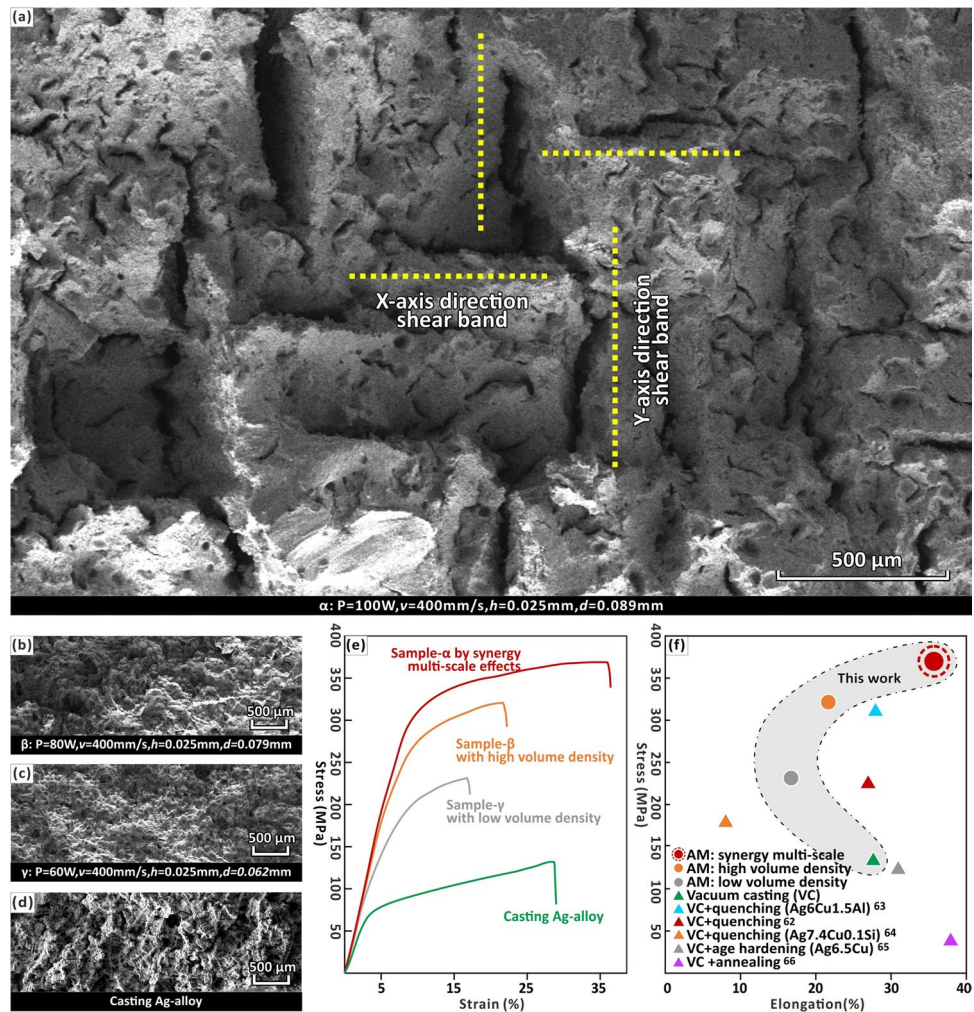 (a)
X-axis direction
shear band
Y-axis direction
shear band
500 μm
α: P=100W,v=400mm/s,h=0.025mm,d=0.089mm
(b)
500 μm
β: P=80W,v=400mm/s,h=0.025mm,d=0.079mm
(c)
500 μm
γ: P=60W,v=400mm/s,h=0.025mm,d=0.062mm
(d)
500 μm
Casting Ag-alloy
(e)
400
350
300
250
200
150
100
50
Stress (MPa)
Sample-α by synergy
multi-scale effects
Sample-β
with high volume density
Sample-γ
with low volume density
Casting Ag-alloy
5
15
25
35
Strain (%)
(f)
400
350
300
250
200
150
100
50
Stress (MPa)
This work
AM: synergy multi-scale
AM: high volume density
AM: low volume density
Vacuum casting (VC)
VC+quenching (Ag6Cu1.5Al) 63
VC+quenching 62
VC+quenching (Ag7.4Cu0.1Si) 64
VC+age hardening (Ag6.5Cu) 65
VC +annealing 66
0
10
20
30
40
Elongation(%)